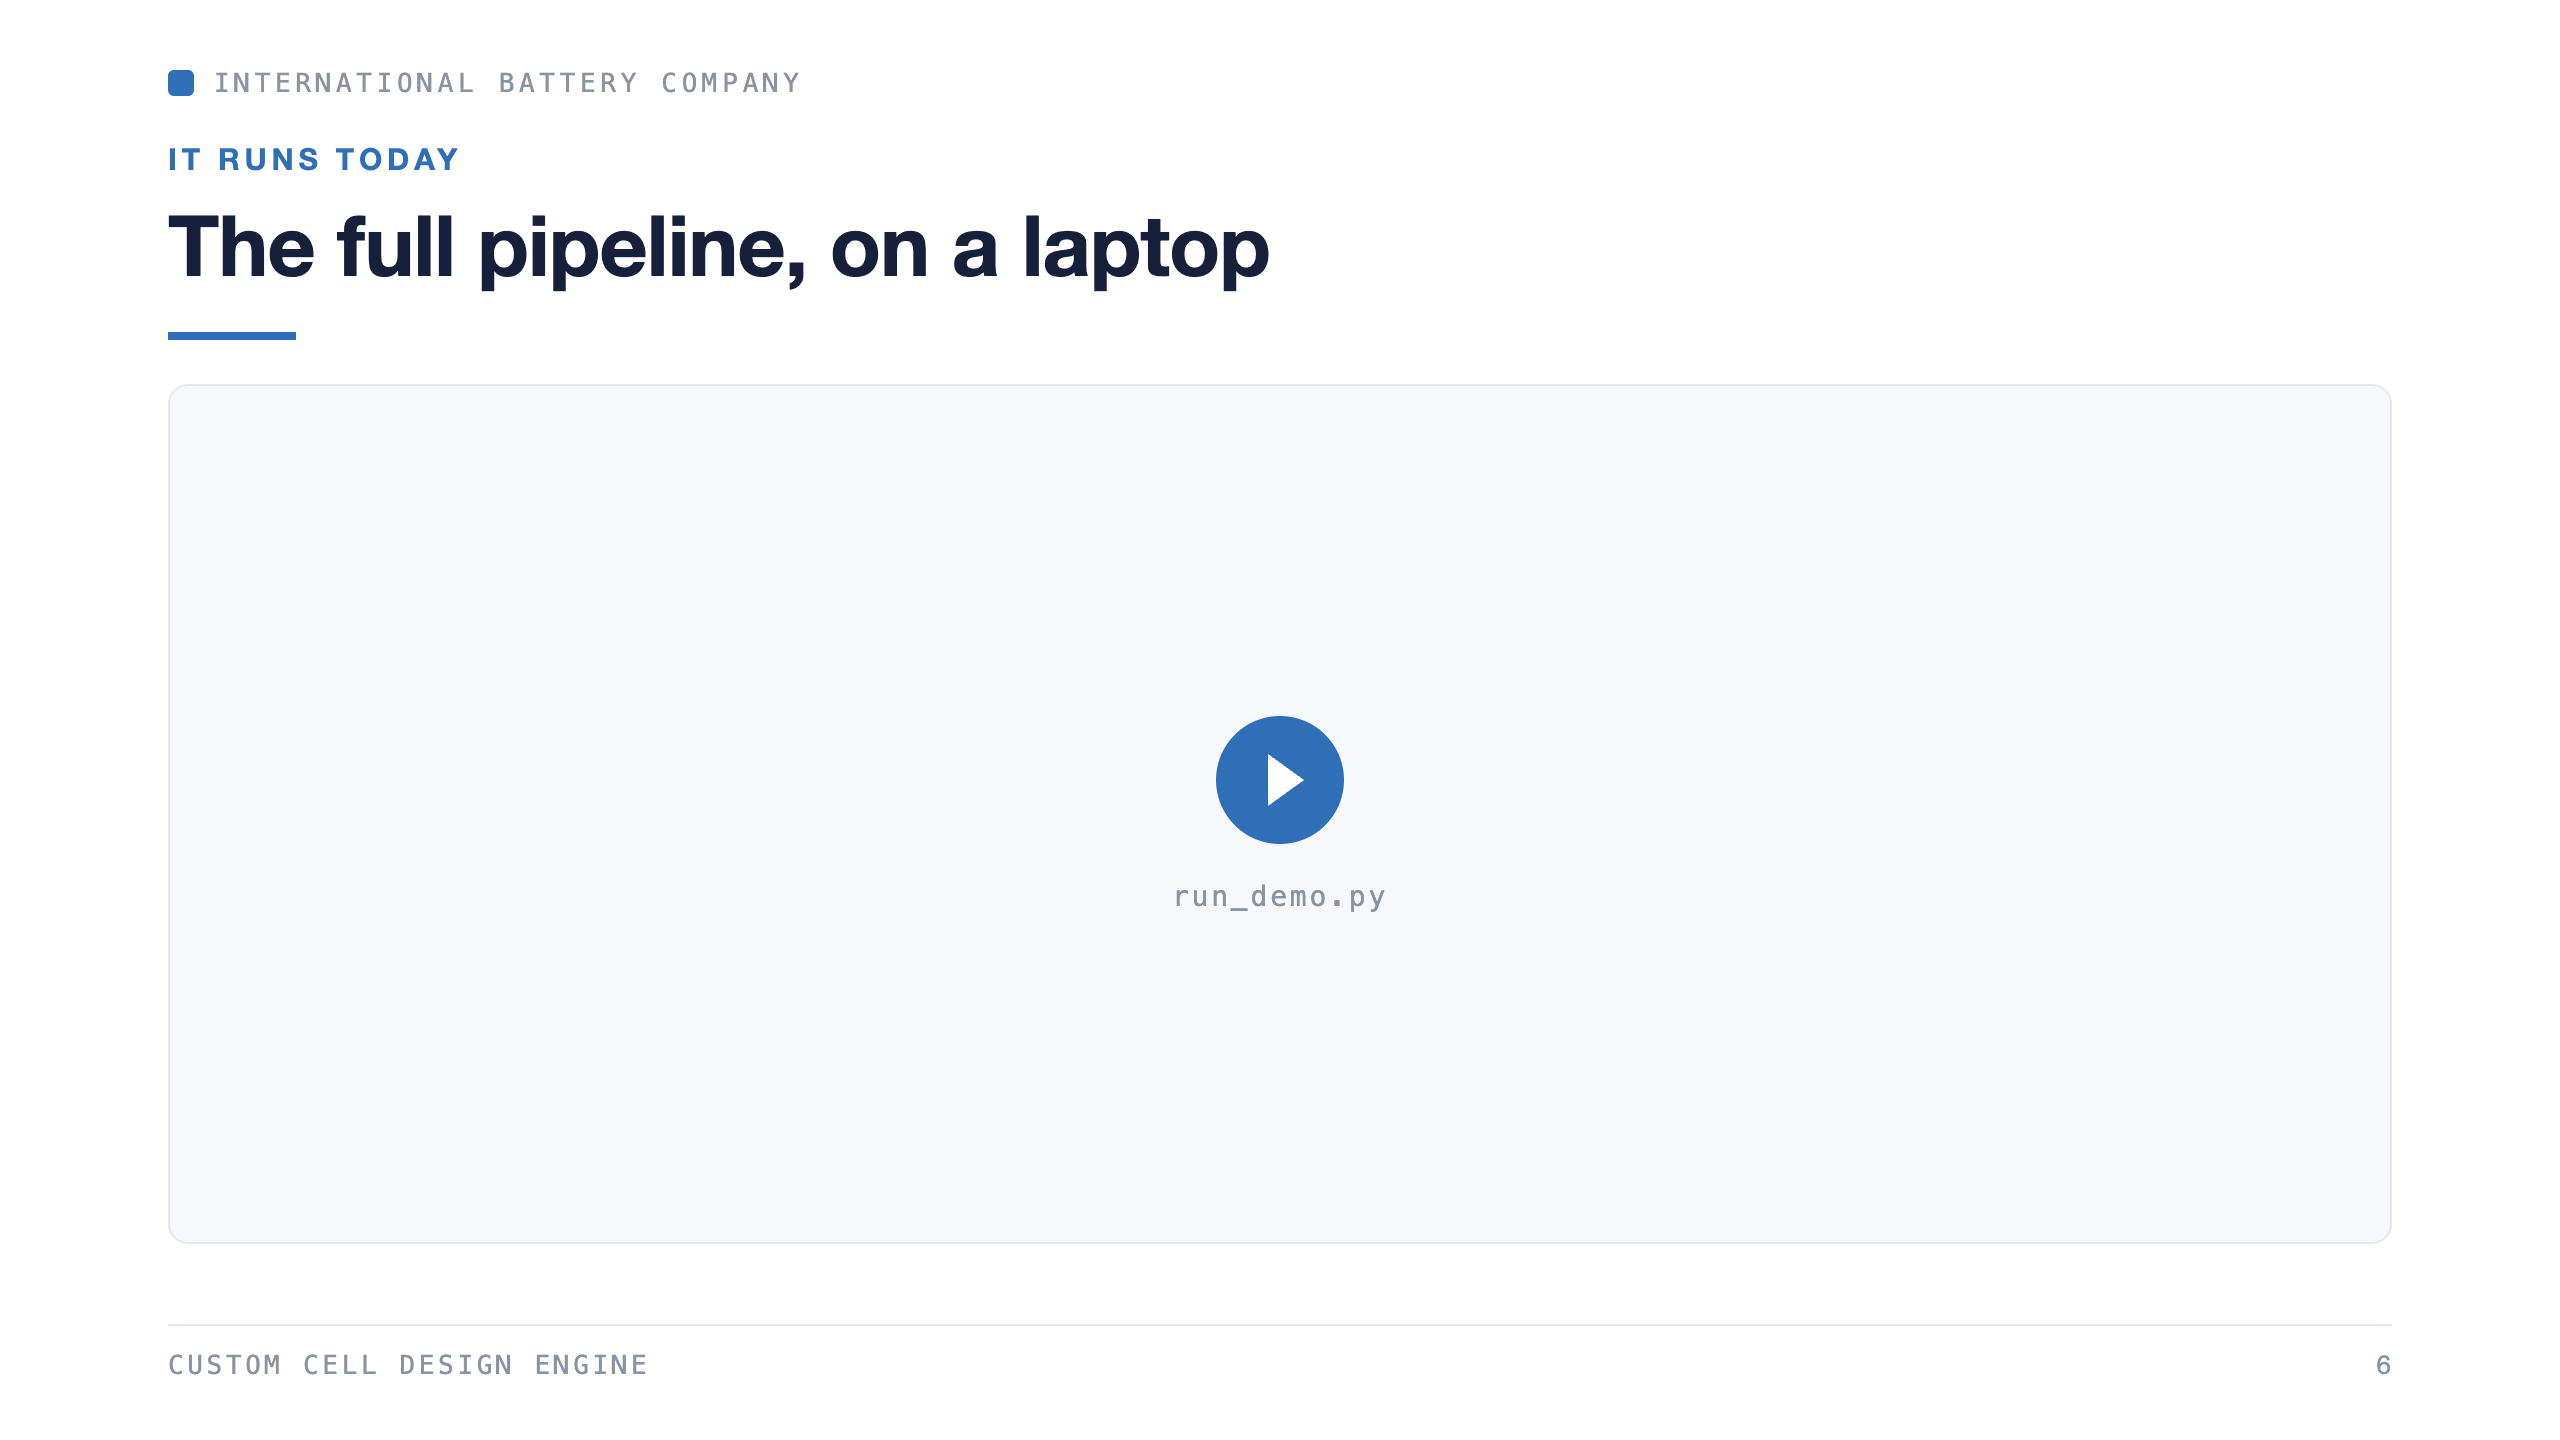 INTERNATIONAL BATTERY COMPANY
IT RUNS TODAY
The full pipeline, on a laptop
run_demo.py
CUSTOM CELL DESIGN ENGINE
6